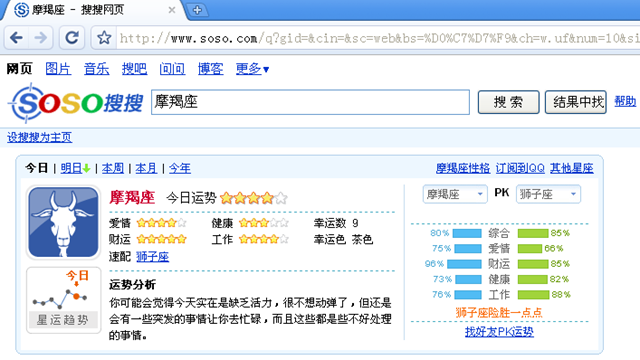 摩羯座 - 搜搜网页
http://www.soso.com/q?gid=&cin=&sc=web&bs=%D0%C7%D7%F9&ch=w.uf&num=10&si
网页 图片 音乐 搜吧 问问 博客 更多▼
SOSO搜搜 摩羯座 搜 索 结果中找 帮助
设搜搜为主页
今日 | 明日 | 本周 | 本月 | 今年 摩羯座性格 订阅到QQ 其他星座
摩羯座 今日运势
摩羯座 PK 狮子座
爱情 健康 幸运数 9
财运 工作 幸运色 茶色
速配 狮子座
80% 综合 85%
75% 爱情 66%
96% 财运 85%
73% 健康 82%
76% 工作 88%
狮子座险胜一点点
找好友PK运势
今日
星运趋势
运势分析
你可能会觉得今天实在是缺乏活力，很不想动弹了，但还是
会有一些突发的事情让你去忙碌，而且这些都是些不好处理
的事情。